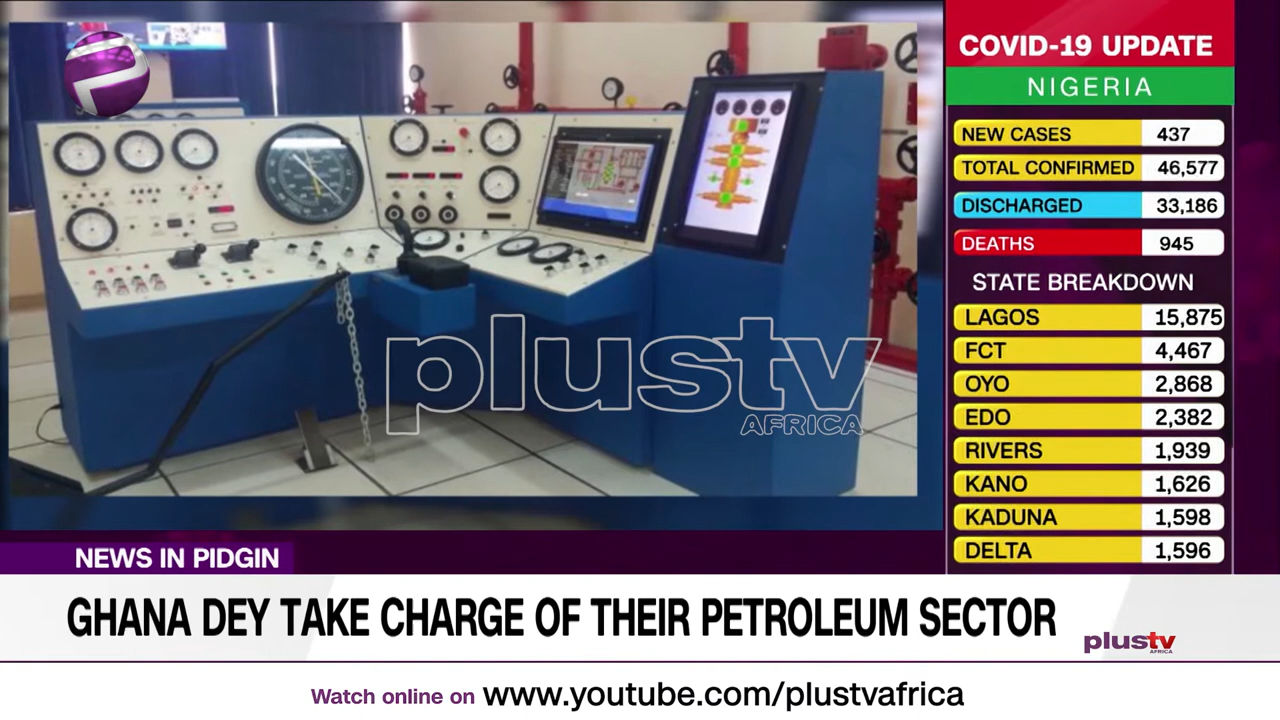 plustv
AFRICA
NEWS IN PIDGIN
GHANA DEY TAKE CHARGE OF THEIR PETROLEUM SECTOR
plustv
AFRICA
Watch online on www.youtube.com/plustvafrica
COVID-19 UPDATE
NIGERIA
NEW CASES 437
TOTAL CONFIRMED 46,577
DISCHARGED 33,186
DEATHS 945
STATE BREAKDOWN
LAGOS 15,875
FCT 4,467
OYO 2,868
EDO 2,382
RIVERS 1,939
KANO 1,626
KADUNA 1,598
DELTA 1,596